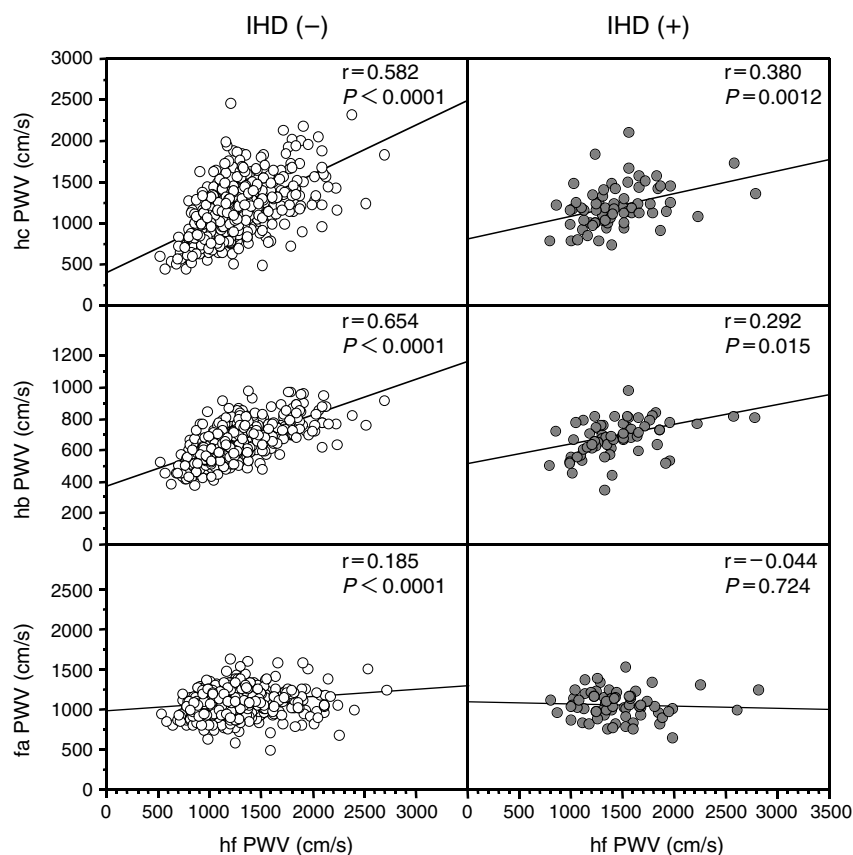 IHD (−)
IHD (+)
3000
2500
2000
1500
1000
500
0
hc PWV (cm/s)
r=0.582
P<0.0001
r=0.380
P=0.0012
1200
1000
800
600
400
200
0
hb PWV (cm/s)
r=0.654
P<0.0001
r=0.292
P=0.015
2500
2000
1500
1000
500
0
fa PWV (cm/s)
r=0.185
P<0.0001
r=−0.044
P=0.724
0 500 1000 1500 2000 2500 3000
0 500 1000 1500 2000 2500 3000 3500
hf PWV (cm/s)
hf PWV (cm/s)